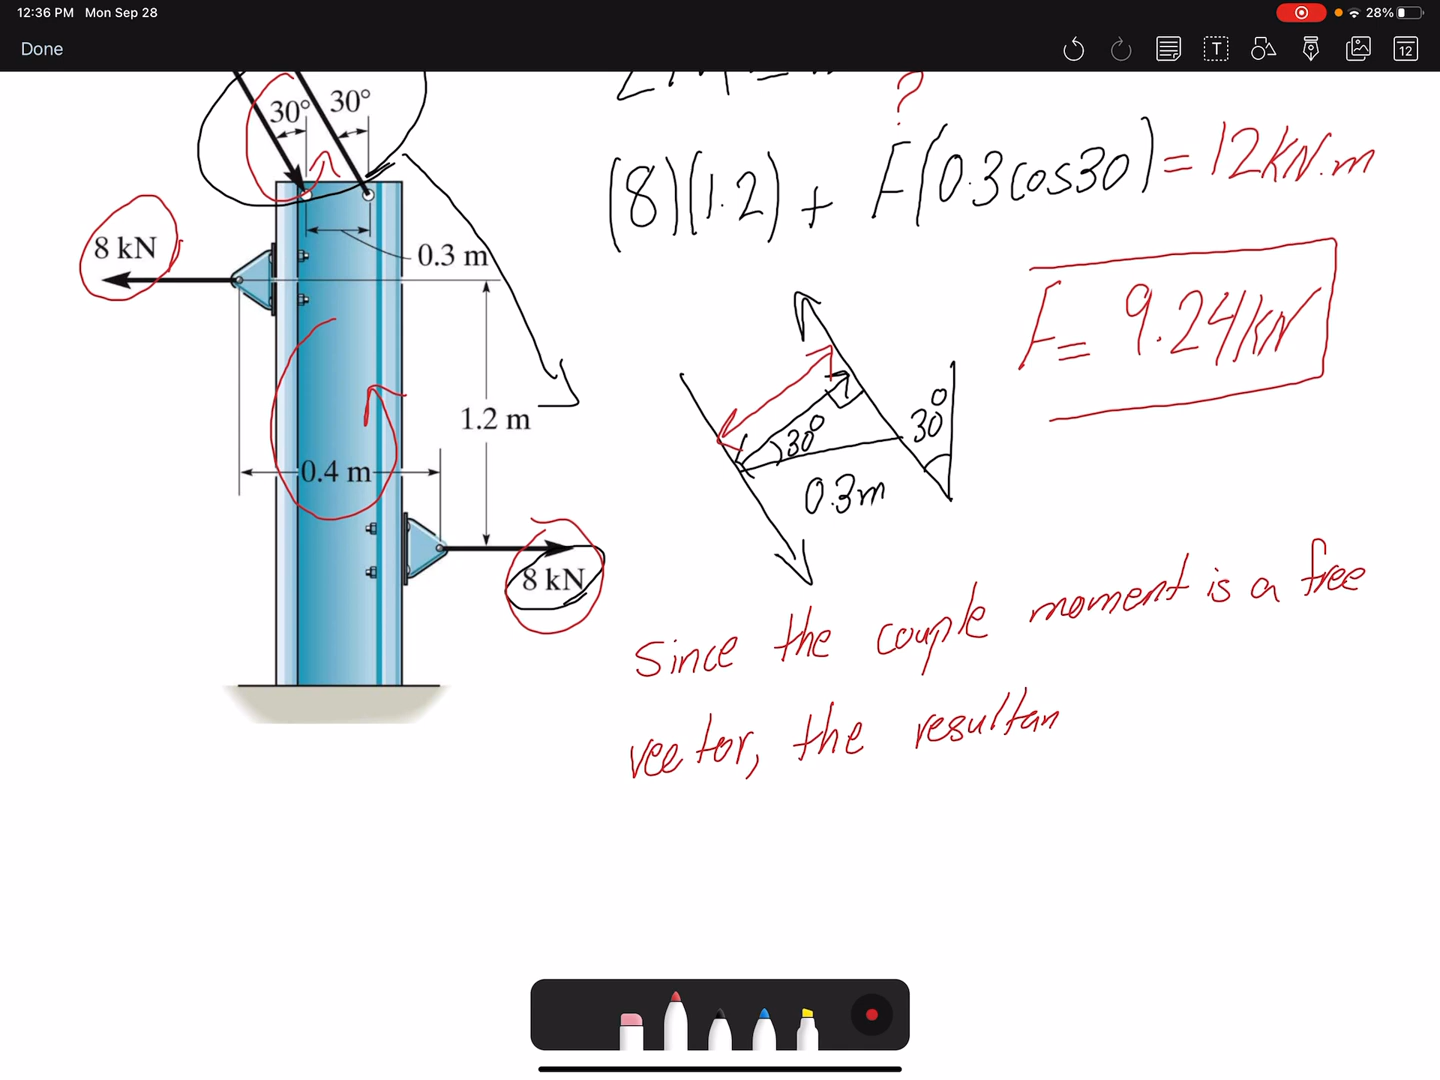 12:36 PM Mon Sep 28
28%
Done
T
12
30° 30°
?
(8)(1.2) + F(0.3cos30) = 12kN.m
8 kN
0.3 m
F= 9.24kN
1.2 m
30°
30°
0.4 m
0.3m
8 kN
Since the couple moment is a free
vector, the resultan